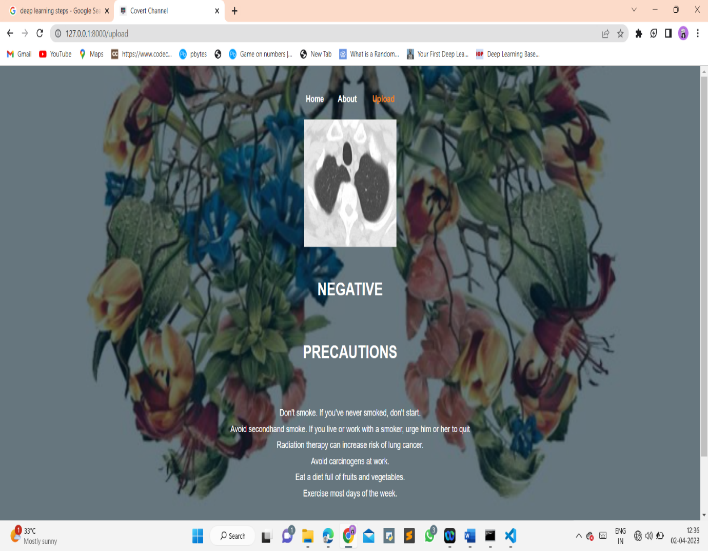 deep learning steps - Google Sea
Covert Channel
127.0.0.1:8000/upload
Gmail YouTube Maps https://www.codec... pbytes Game on numbers |... New Tab What is a Random... Your First Deep Lea... Deep Learning Base...
Home About Upload
NEGATIVE
PRECAUTIONS
Don't smoke. If you've never smoked, don't start.
Avoid secondhand smoke. If you live or work with a smoker, urge him or her to quit.
Radiation therapy can increase risk of lung cancer.
Avoid carcinogens at work.
Eat a diet full of fruits and vegetables.
Exercise most days of the week.
33°C
Mostly sunny
Search
ENG
IN
12:35
02-04-2023